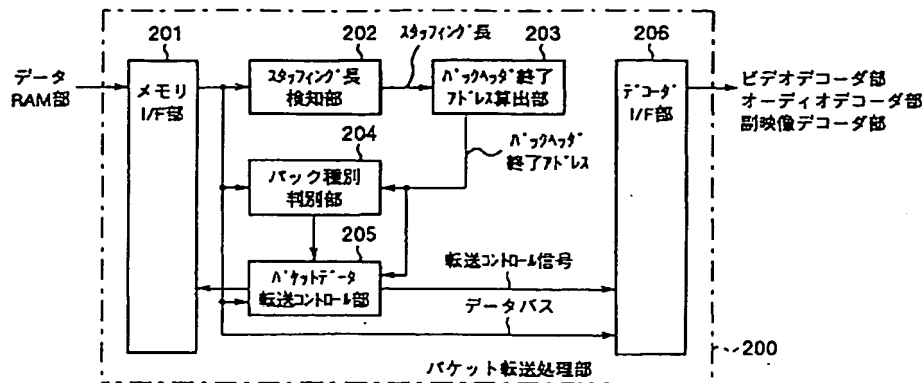 201
202
スタッフィング長
203
206
データ
RAM部
メモリ
I/F部
スタッフィング長
検知部
パックヘッダ終了
アドレス算出部
デコーダ
I/F部
ビデオデコーダ部
オーディオデコーダ部
副映像デコーダ部
204
パック種別
判別部
パックヘッダ
終了アドレス
205
パケットデータ
転送コントロール部
転送コントロール信号
データバス
200
パケット転送処理部